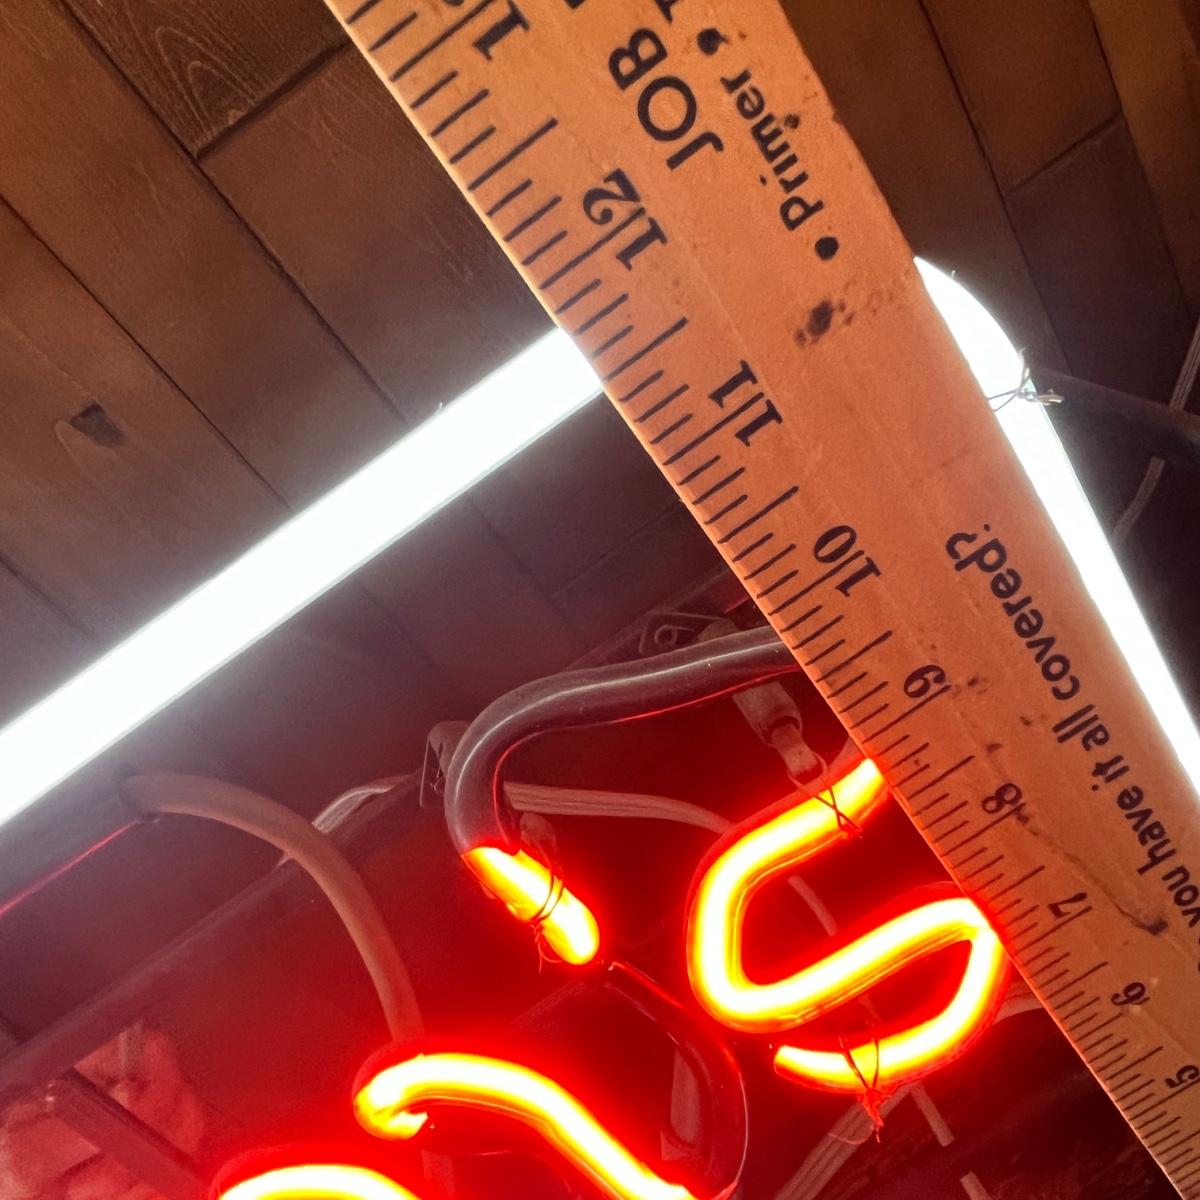 JOB
• Primer,
you have it all covered?
12
11
10
9
8
7
6
5